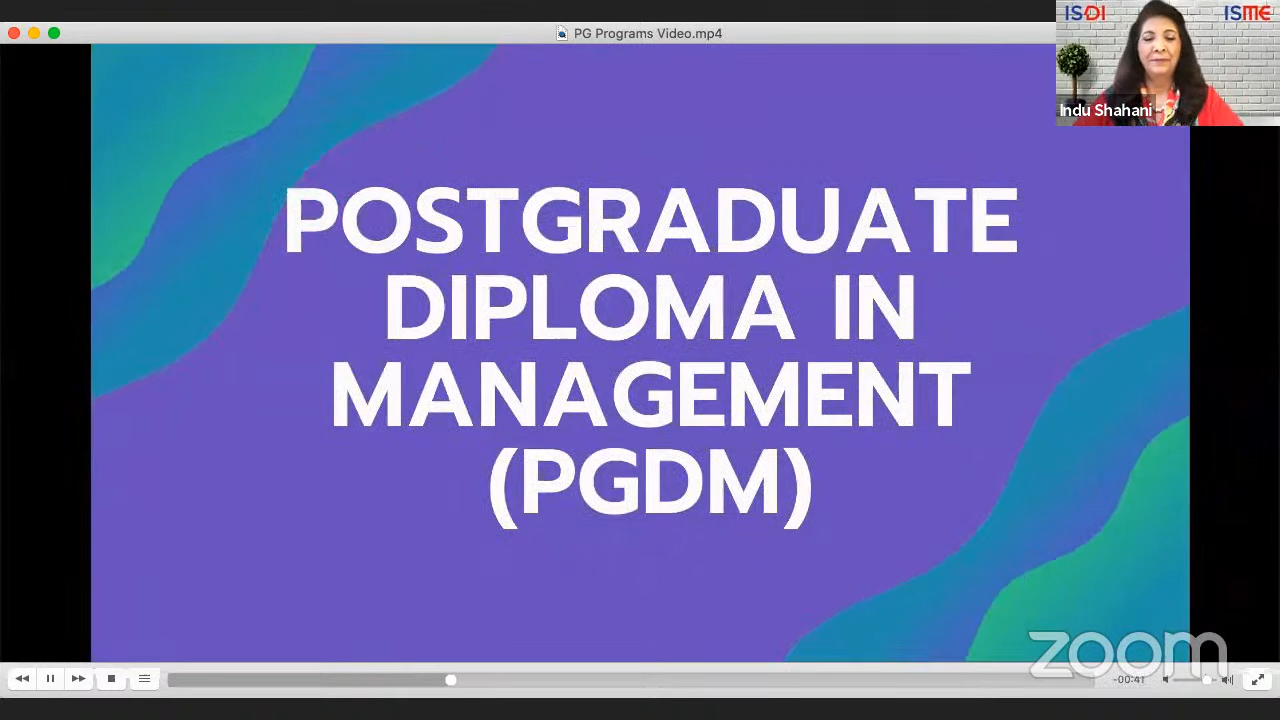 ISDI
ISME
PG Programs Video.mp4
Indu Shahani
POSTGRADUATE
DIPLOMA IN
MANAGEMENT
(PGDM)
zoom
-00:41